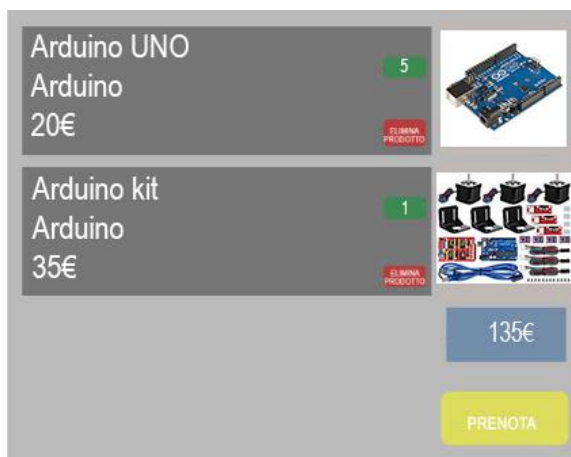 Arduino UNO
Arduino
20€
5
ELIMINA
PRODOTTO
Arduino kit
Arduino
35€
1
ELIMINA
PRODOTTO
135€
PRENOTA